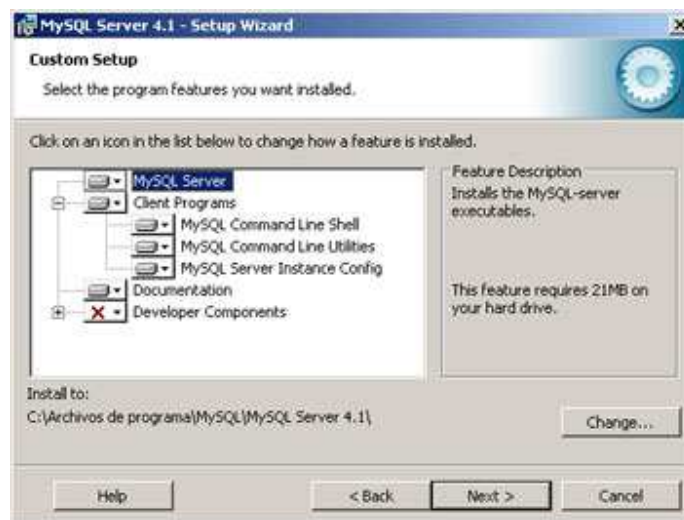 MySQL Server 4.1 - Setup Wizard
Custom Setup
Select the program features you want installed.
Click on an icon in the list below to change how a feature is installed.
MySQL Server
Client Programs
MySQL Command Line Shell
MySQL Command Line Utilities
MySQL Server Instance Config
Documentation
Developer Components
Feature Description
Installs the MySQL-server
executables.
This feature requires 21MB on
your hard drive.
Install to:
C:\Archivos de programa\MySQL\MySQL Server 4.1\
Change...
Help
< Back
Next >
Cancel